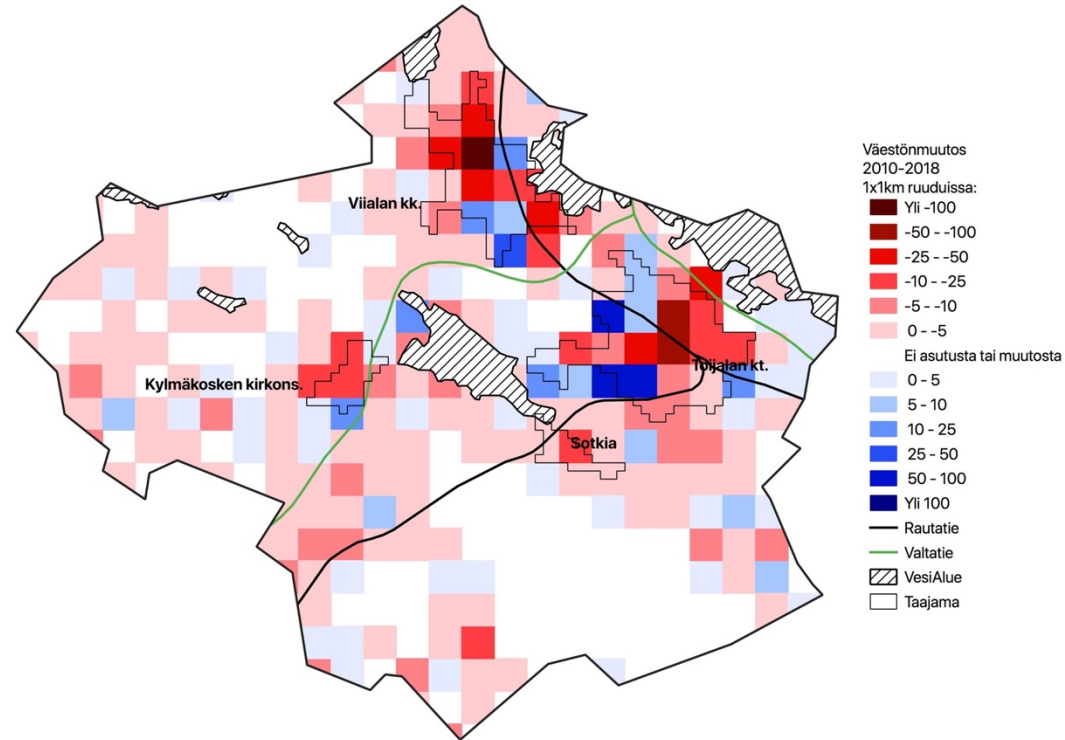 Viialan kk.
Kylmäkosken kirkons.
Toijalan kt.
Sotkia
Väestönmuutos
2010-2018
1x1km ruuduissa:
Yli -100
-50 - -100
-25 - -50
-10 - -25
-5 - -10
0 - -5
Ei asutusta tai muutosta
0 - 5
5 - 10
10 - 25
25 - 50
50 - 100
Yli 100
Rautatie
Valtatie
VesiAlue
Taajama